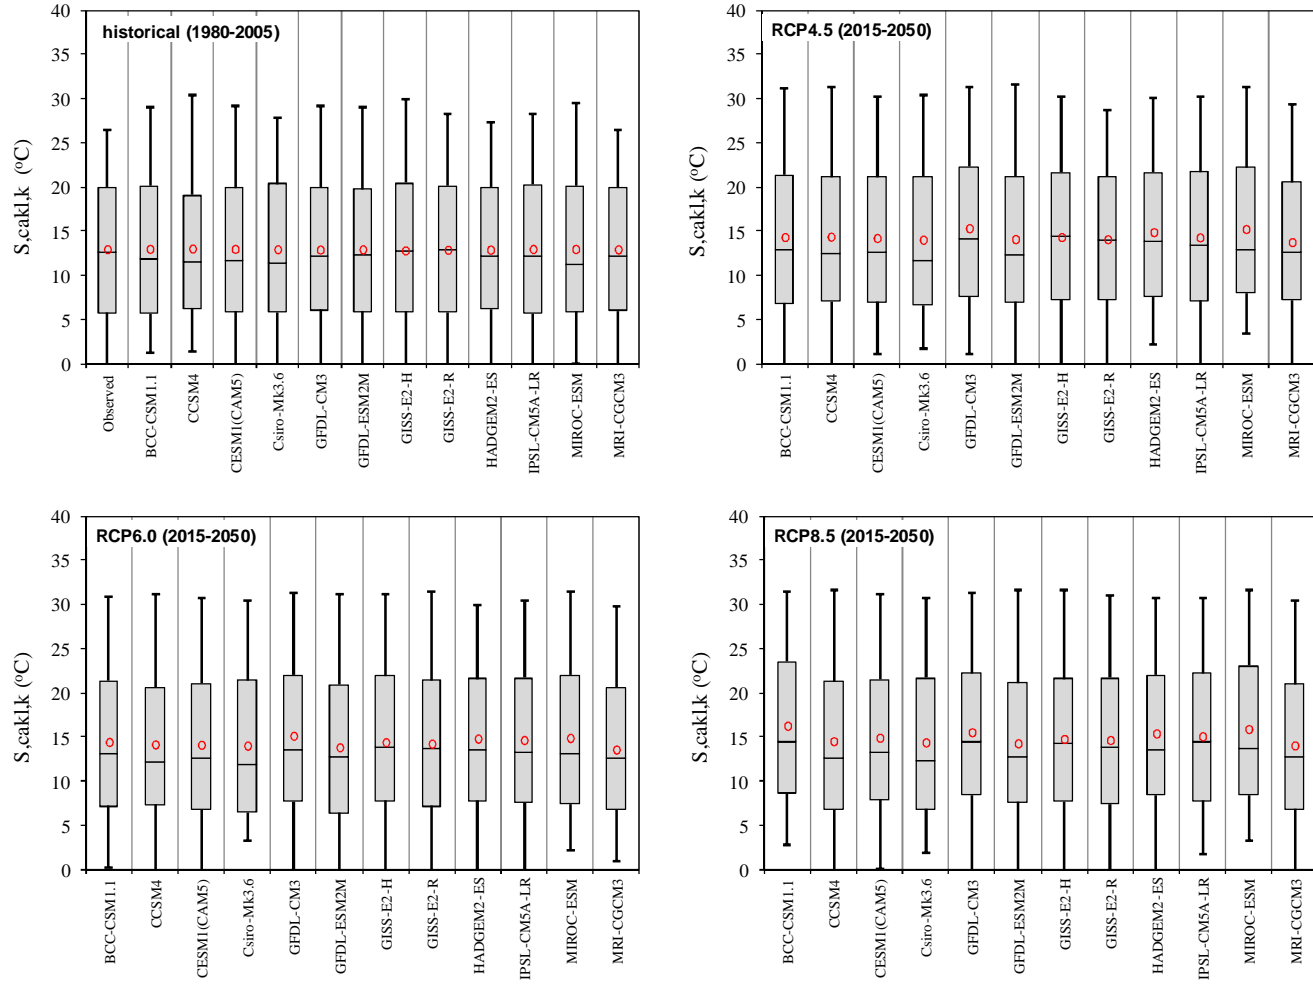 historical (1980-2005)
S,cakl,k (°C)
40
35
30
25
20
15
10
5
0
Observed
BCC-CSM1.1
CCSM4
CESM1(CAM5)
Csiro-Mk3.6
GFDL-CM3
GFDL-ESM2M
GISS-E2-H
GISS-E2-R
HADGEM2-ES
IPSL-CM5A-LR
MIROC-ESM
MRI-CGCM3
RCP4.5 (2015-2050)
S,cakl,k (°C)
40
35
30
25
20
15
10
5
0
BCC-CSM1.1
CCSM4
CESM1(CAM5)
Csiro-Mk3.6
GFDL-CM3
GFDL-ESM2M
GISS-E2-H
GISS-E2-R
HADGEM2-ES
IPSL-CM5A-LR
MIROC-ESM
MRI-CGCM3
RCP6.0 (2015-2050)
S,cakl,k (°C)
40
35
30
25
20
15
10
5
0
BCC-CSM1.1
CCSM4
CESM1(CAM5)
Csiro-Mk3.6
GFDL-CM3
GFDL-ESM2M
GISS-E2-H
GISS-E2-R
HADGEM2-ES
IPSL-CM5A-LR
MIROC-ESM
MRI-CGCM3
RCP8.5 (2015-2050)
S,cakl,k (°C)
40
35
30
25
20
15
10
5
0
BCC-CSM1.1
CCSM4
CESM1(CAM5)
Csiro-Mk3.6
GFDL-CM3
GFDL-ESM2M
GISS-E2-H
GISS-E2-R
HADGEM2-ES
IPSL-CM5A-LR
MIROC-ESM
MRI-CGCM3